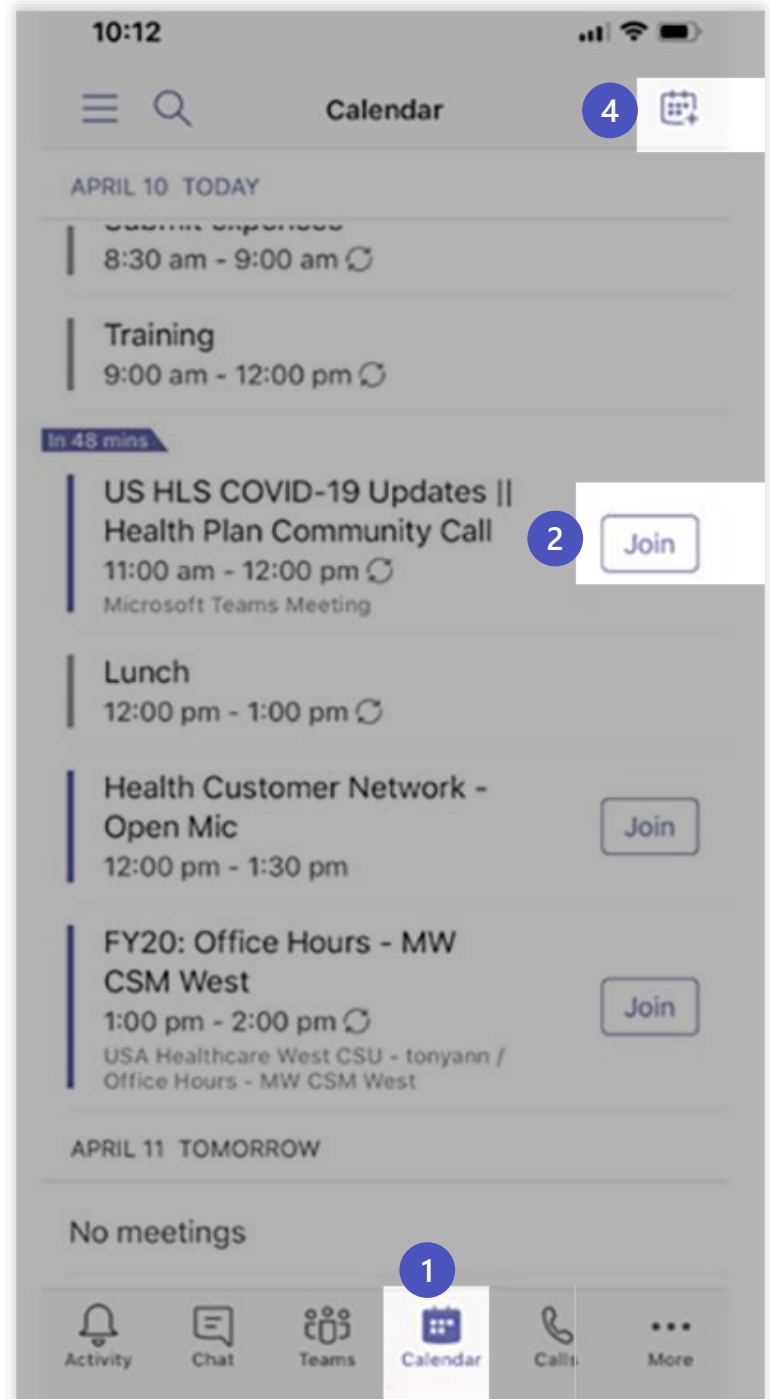 10:12
Calendar
4
APRIL 10 TODAY
Submit expenses
8:30 am - 9:00 am
Training
9:00 am - 12:00 pm
In 48 mins
US HLS COVID-19 Updates ||
Health Plan Community Call
2
Join
11:00 am - 12:00 pm
Microsoft Teams Meeting
Lunch
12:00 pm - 1:00 pm
Health Customer Network -
Open Mic
Join
12:00 pm - 1:30 pm
FY20: Office Hours - MW
CSM West
Join
1:00 pm - 2:00 pm
USA Healthcare West CSU - tonyann /
Office Hours - MW CSM West
APRIL 11 TOMORROW
No meetings
1
Activity
Chat
Teams
Calendar
Calls
More